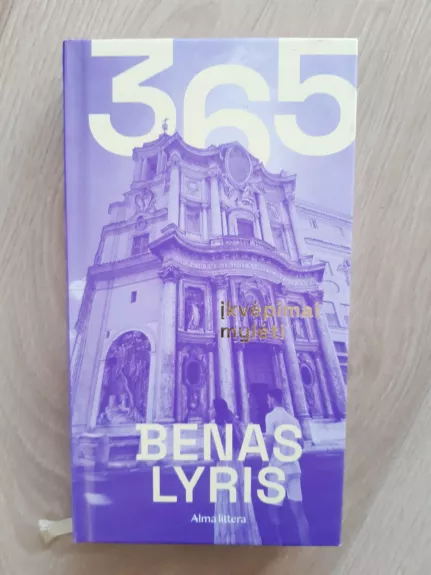 365
įkvėpimai
mylėti
BENAS
LYRIS
Alma littera